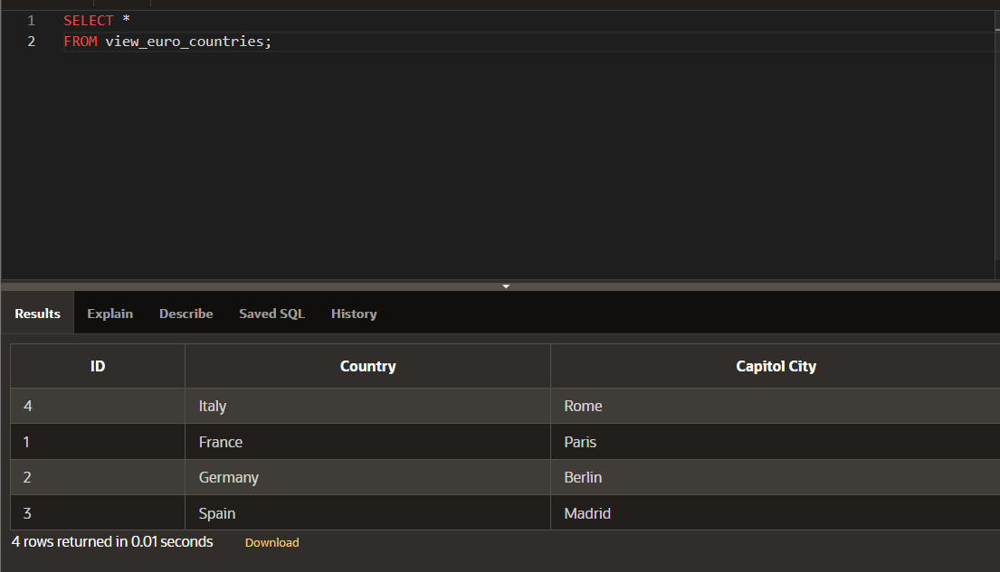 1 SELECT *
2 FROM view_euro_countries;
Results Explain Describe Saved SQL History
ID Country Capitol City
4 Italy Rome
1 France Paris
2 Germany Berlin
3 Spain Madrid
4 rows returned in 0.01 seconds Download